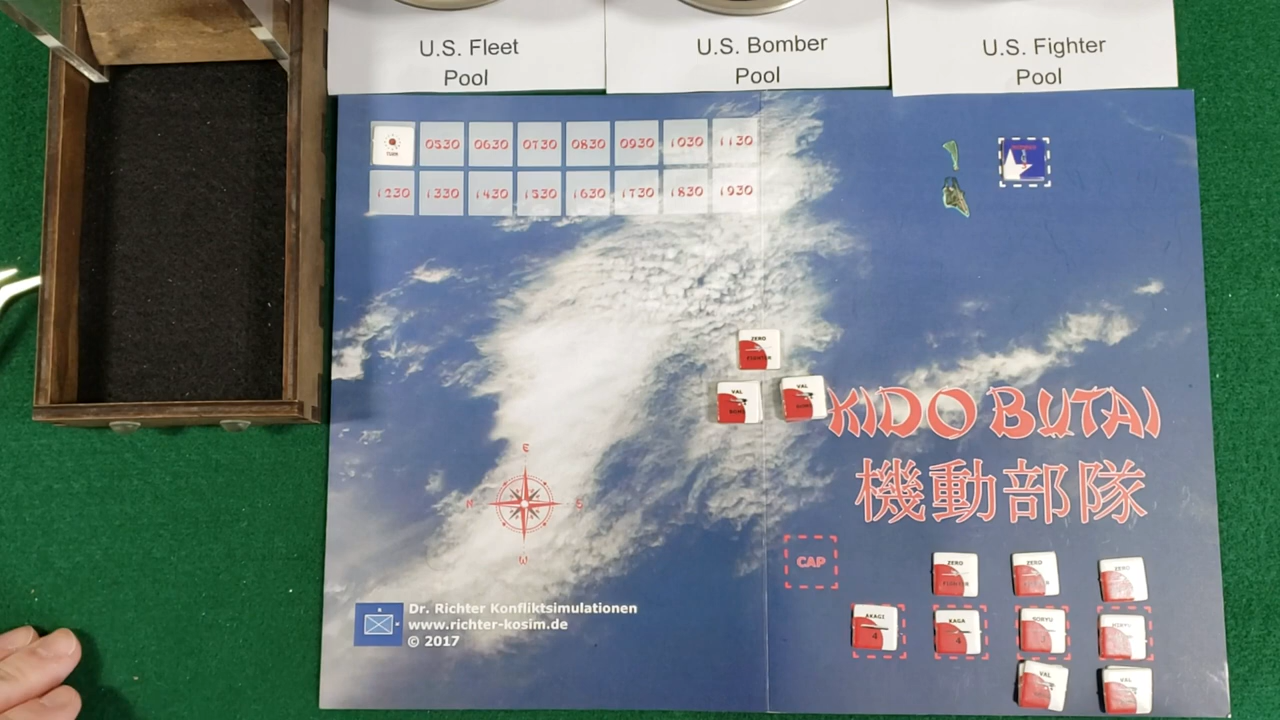 U.S. Fleet
Pool
U.S. Bomber
Pool
U.S. Fighter
Pool
TURN
0530
0630
0730
0830
0930
1030
1130
1230
1330
1430
1530
1630
1730
1830
1930
ZERO
FIGHTER
VAL
VAL
KIDO BUTAI
機動部隊
E
N
S
W
CAP
ZERO
FIGHTER
ZERO
ZERO
AKAGI
4
KAGA
4
SORYU
HIRYU
VAL
VAL
Dr. Richter Konfliktsimulationen
www.richter-kosim.de
© 2017